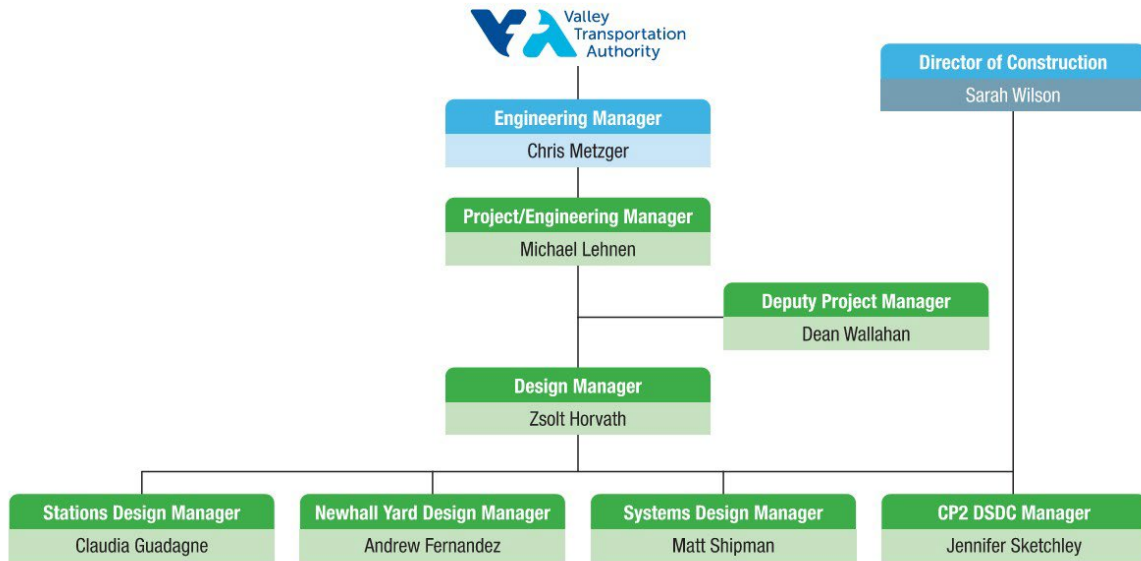 VTA
Valley
Transportation
Authority
Director of Construction
Sarah Wilson
Engineering Manager
Chris Metzger
Project/Engineering Manager
Michael Lehnen
Deputy Project Manager
Dean Wallahan
Design Manager
Zsolt Horvath
Stations Design Manager
Claudia Guadagne
Newhall Yard Design Manager
Andrew Fernandez
Systems Design Manager
Matt Shipman
CP2 DSDC Manager
Jennifer Sketchley